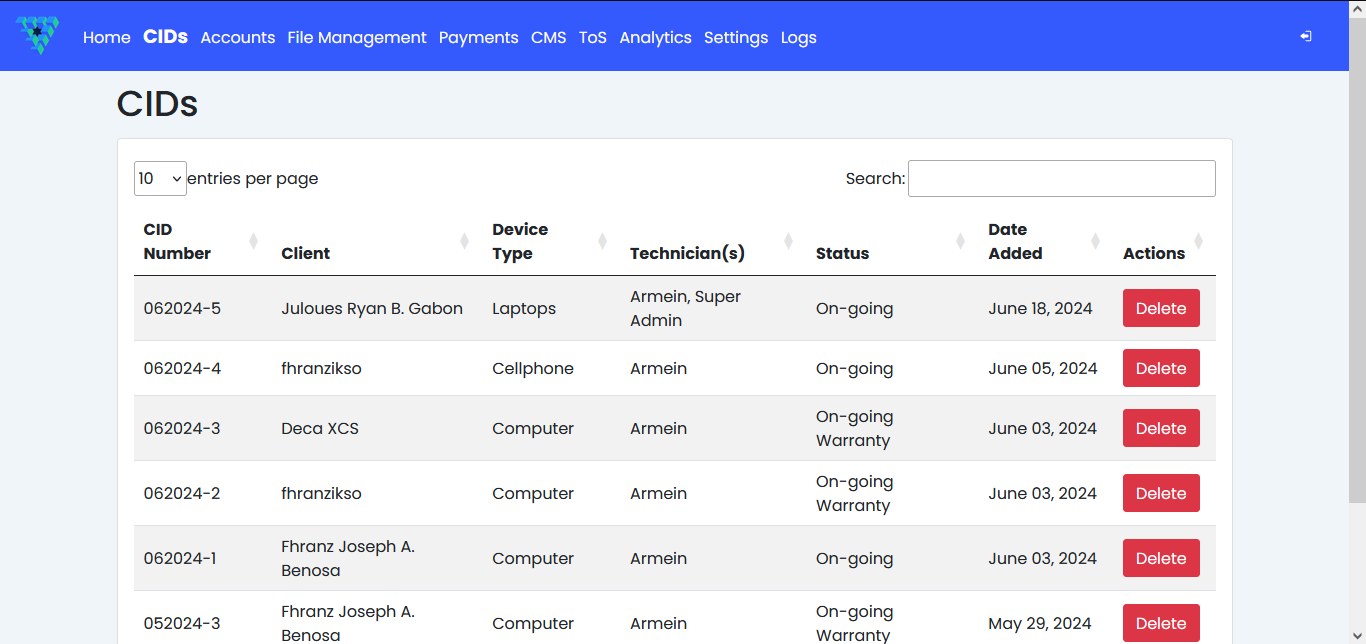 Home CIDs Accounts File Management Payments CMS ToS Analytics Settings Logs
CIDs
10 entries per page Search:
CID Number Client Device Type Technician(s) Status Date Added Actions
062024-5 Juloues Ryan B. Gabon Laptops Armein, Super Admin On-going June 18, 2024 Delete
062024-4 fhranzikso Cellphone Armein On-going June 05, 2024 Delete
062024-3 Deca XCS Computer Armein On-going Warranty June 03, 2024 Delete
062024-2 fhranzikso Computer Armein On-going Warranty June 03, 2024 Delete
062024-1 Fhranz Joseph A. Benosa Computer Armein On-going June 03, 2024 Delete
052024-3 Fhranz Joseph A. Benosa Computer Armein On-going Warranty May 29, 2024 Delete